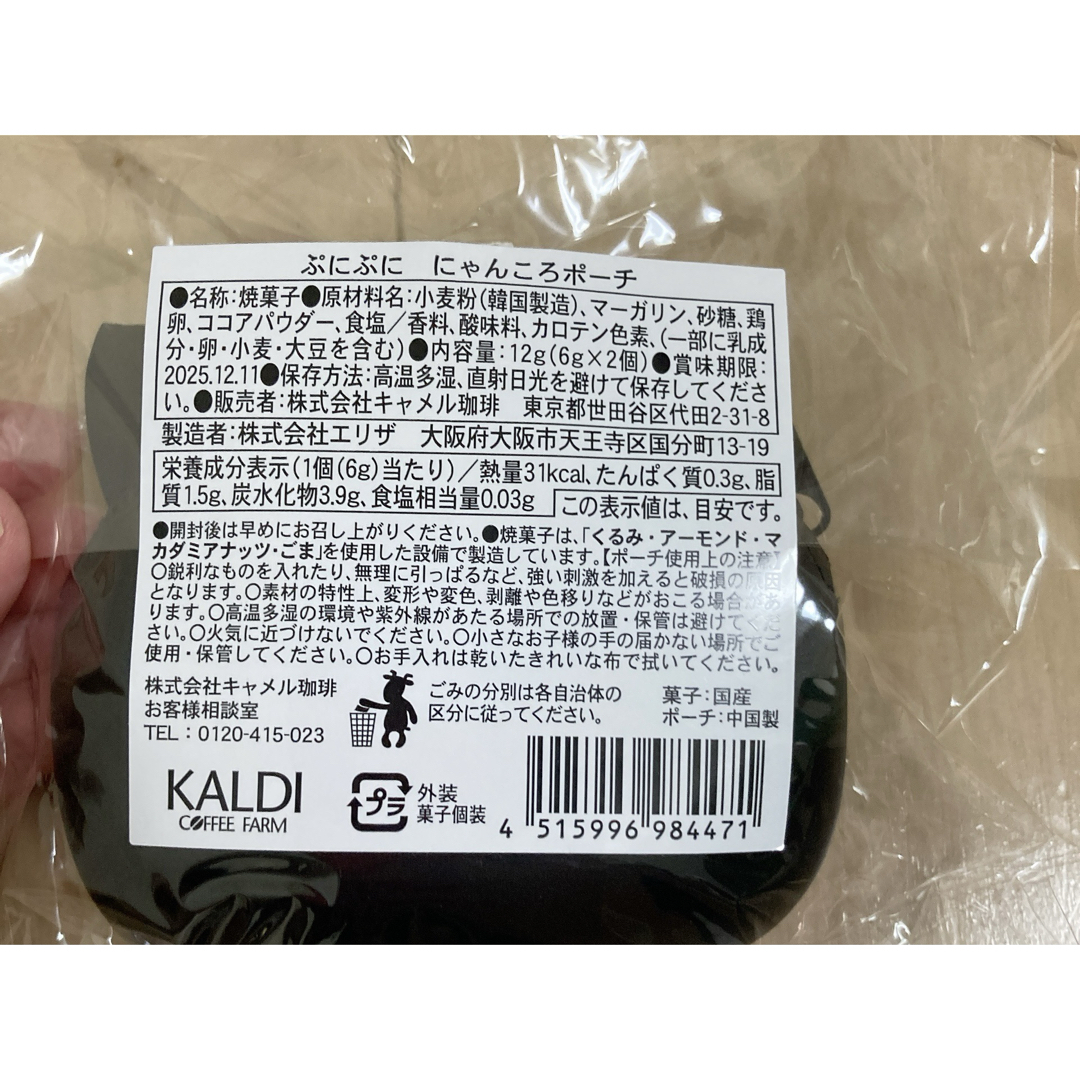 ぷにぷに　にゃんころポーチ
●名称:焼菓子●原材料名:小麦粉(韓国製造)、マーガリン、砂糖、鶏
卵、ココアパウダー、食塩／香料、酸味料、カロテン色素、(一部に乳成
分・卵・小麦・大豆を含む)●内容量:12g(6g×2個)●賞味期限:
2025.12.11●保存方法:高温多湿、直射日光を避けて保存してくださ
い。●販売者:株式会社キャメル珈琲　東京都世田谷区代田2-31-8
製造者:株式会社エリザ　大阪府大阪市天王寺区国分町13-19
栄養成分表示(1個(6g)当たり)／熱量31kcal、たんぱく質0.3g、脂
質1.5g、炭水化物3.9g、食塩相当量0.03g　この表示値は、目安です。
●開封後は早めにお召し上がりください。●焼菓子は、「くるみ・アーモンド・マ
カダミアナッツ・ごま」を使用した設備で製造しています。【ポーチ使用上の注意】
○鋭利なものを入れたり、無理に引っぱるなど、強い刺激を加えると破損の原因
となります。○素材の特性上、変形や変色、剥離や色移りなどがおこる場合があ
ります。○高温多湿の環境や紫外線があたる場所での放置・保管は避けてくだ
さい。○火気に近づけないでください。○小さなお子様の手の届かない場所でご
使用・保管してください。○お手入れは乾いたきれいな布で拭いてください。
株式会社キャメル珈琲
お客様相談室
TEL：0120-415-023
ごみの分別は各自治体の
区分に従ってください。
菓子：国産
ポーチ：中国製
KALDI
COFFEE FARM
プラ
外装
菓子個装
4 515996 984471